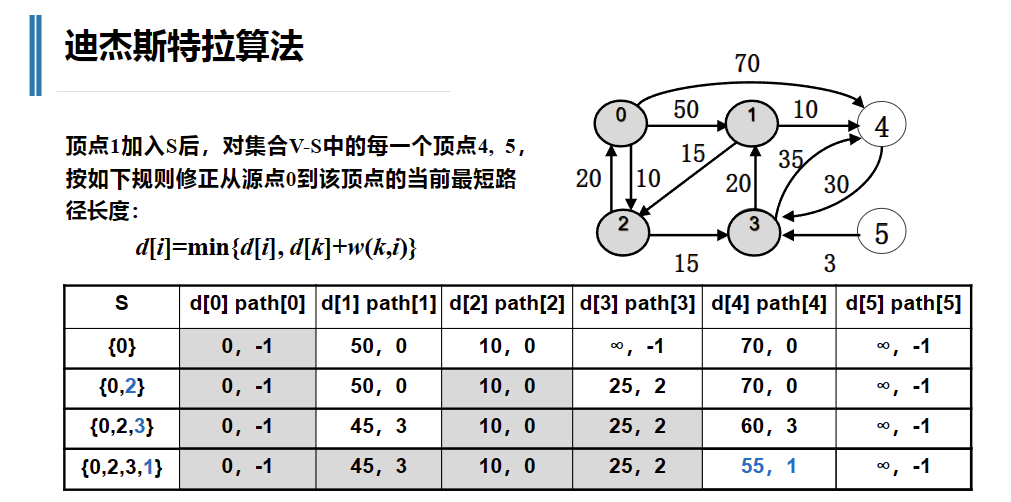 迪杰斯特拉算法
顶点1加入S后，对集合V-S中的每一个顶点4, 5，
按如下规则修正从源点0到该顶点的当前最短路
径长度：
d[i]=min{d[i], d[k]+w(k,i)}
70
0 50 1 10 4
15 35
20 10 20 30
2 3 5
15 3
S d[0] path[0] d[1] path[1] d[2] path[2] d[3] path[3] d[4] path[4] d[5] path[5]
{0} 0，-1 50，0 10，0 ∞，-1 70，0 ∞，-1
{0,2} 0，-1 50，0 10，0 25，2 70，0 ∞，-1
{0,2,3} 0，-1 45，3 10，0 25，2 60，3 ∞，-1
{0,2,3,1} 0，-1 45，3 10，0 25，2 55，1 ∞，-1